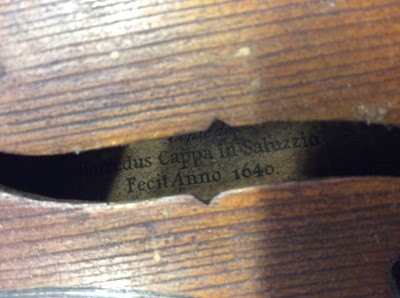 Cappa In Saluzzio
Fecit Anno 1640.